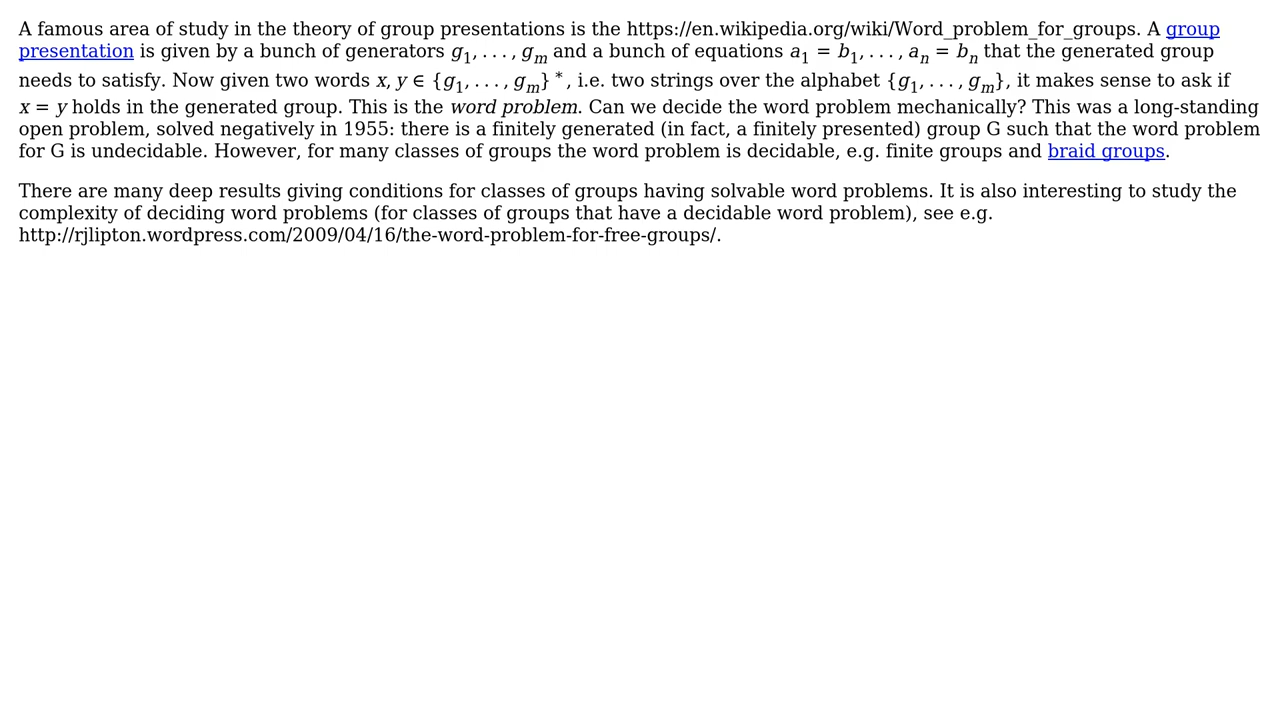 A famous area of study in the theory of group presentations is the https://en.wikipedia.org/wiki/Word_problem_for_groups. A group
presentation is given by a bunch of generators g₁, . . . , gₘ and a bunch of equations a₁ = b₁, . . . , aₙ = bₙ that the generated group
needs to satisfy. Now given two words x, y ∈ {g₁, . . . , gₘ}*, i.e. two strings over the alphabet {g₁, . . . , gₘ}, it makes sense to ask if
x = y holds in the generated group. This is the word problem. Can we decide the word problem mechanically? This was a long-standing
open problem, solved negatively in 1955: there is a finitely generated (in fact, a finitely presented) group G such that the word problem
for G is undecidable. However, for many classes of groups the word problem is decidable, e.g. finite groups and braid groups.
There are many deep results giving conditions for classes of groups having solvable word problems. It is also interesting to study the
complexity of deciding word problems (for classes of groups that have a decidable word problem), see e.g.
http://rjlipton.wordpress.com/2009/04/16/the-word-problem-for-free-groups/.